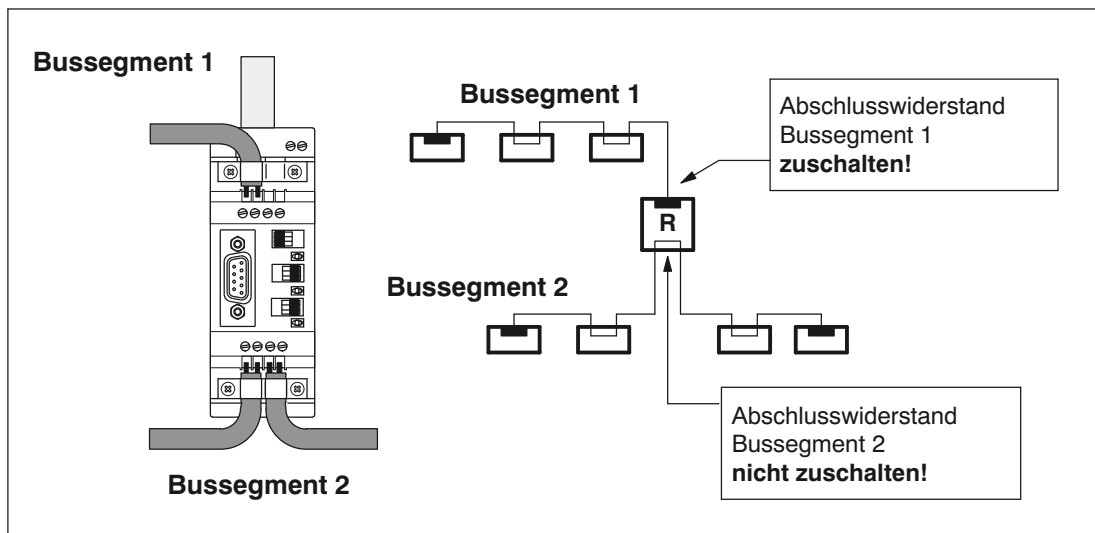 Bussegment 1
Bussegment 1
Abschlusswiderstand
Bussegment 1
zuschalten!
R
Bussegment 2
Abschlusswiderstand
Bussegment 2
nicht zuschalten!
Bussegment 2